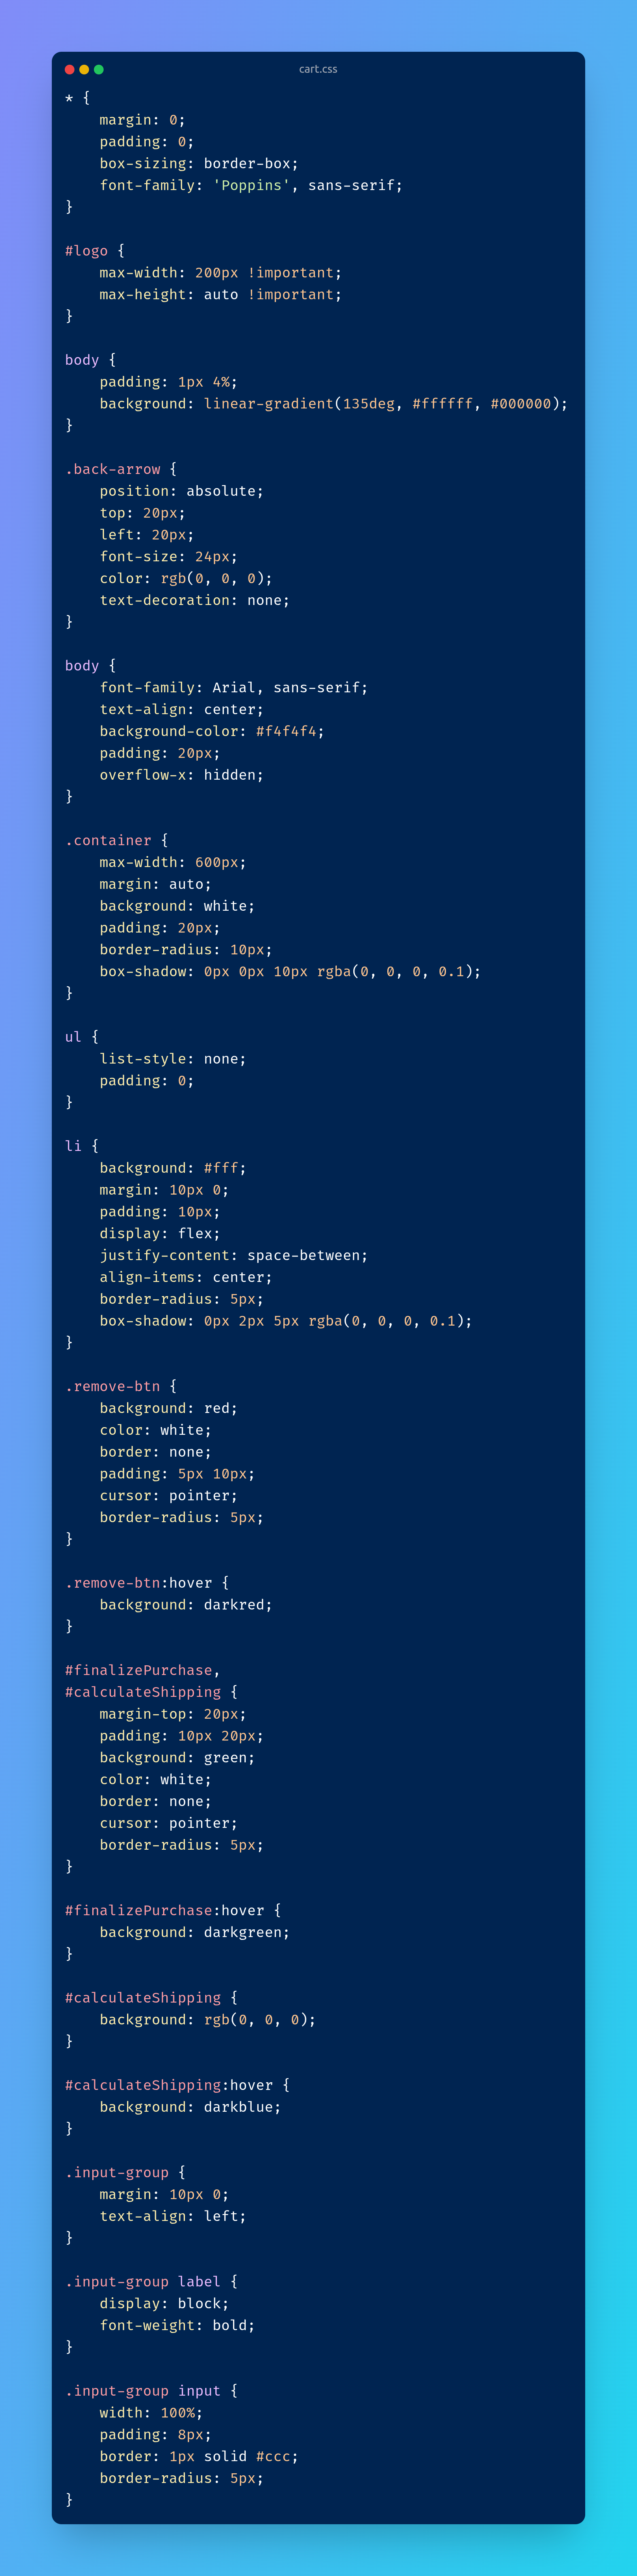 cart.css
* {
    margin: 0;
    padding: 0;
    box-sizing: border-box;
    font-family: 'Poppins', sans-serif;
}

#logo {
    max-width: 200px !important;
    max-height: auto !important;
}

body {
    padding: 1px 4%;
    background: linear-gradient(135deg, #ffffff, #000000);
}

.back-arrow {
    position: absolute;
    top: 20px;
    left: 20px;
    font-size: 24px;
    color: rgb(0, 0, 0);
    text-decoration: none;
}

body {
    font-family: Arial, sans-serif;
    text-align: center;
    background-color: #f4f4f4;
    padding: 20px;
    overflow-x: hidden;
}

.container {
    max-width: 600px;
    margin: auto;
    background: white;
    padding: 20px;
    border-radius: 10px;
    box-shadow: 0px 0px 10px rgba(0, 0, 0, 0.1);
}

ul {
    list-style: none;
    padding: 0;
}

li {
    background: #fff;
    margin: 10px 0;
    padding: 10px;
    display: flex;
    justify-content: space-between;
    align-items: center;
    border-radius: 5px;
    box-shadow: 0px 2px 5px rgba(0, 0, 0, 0.1);
}

.remove-btn {
    background: red;
    color: white;
    border: none;
    padding: 5px 10px;
    cursor: pointer;
    border-radius: 5px;
}

.remove-btn:hover {
    background: darkred;
}

#finalizePurchase,
#calculateShipping {
    margin-top: 20px;
    padding: 10px 20px;
    background: green;
    color: white;
    border: none;
    cursor: pointer;
    border-radius: 5px;
}

#finalizePurchase:hover {
    background: darkgreen;
}

#calculateShipping {
    background: rgb(0, 0, 0);
}

#calculateShipping:hover {
    background: darkblue;
}

.input-group {
    margin: 10px 0;
    text-align: left;
}

.input-group label {
    display: block;
    font-weight: bold;
}

.input-group input {
    width: 100%;
    padding: 8px;
    border: 1px solid #ccc;
    border-radius: 5px;
}